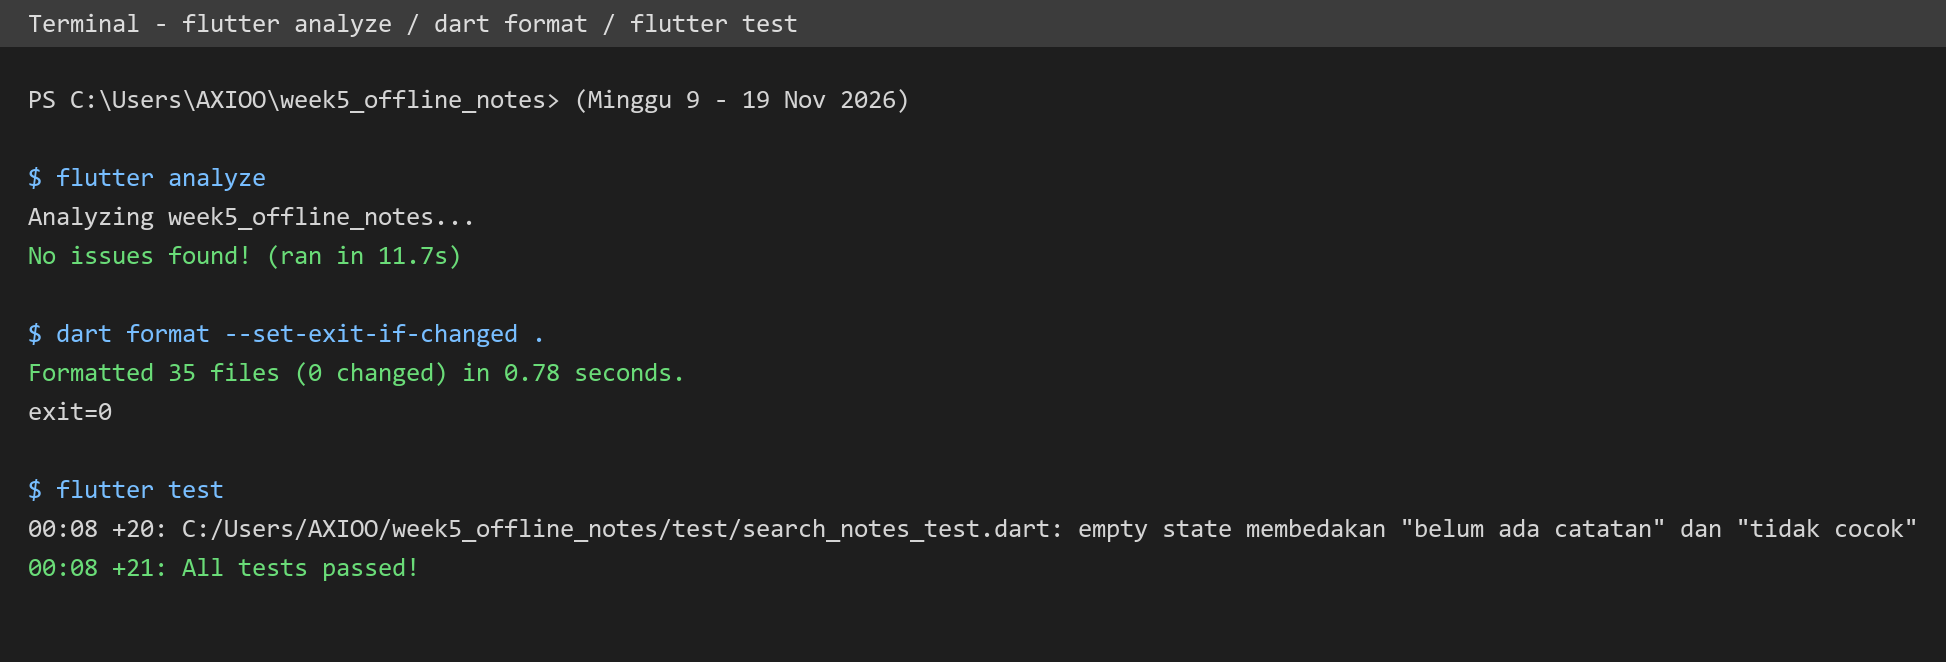 Terminal - flutter analyze / dart format / flutter test
PS C:\Users\AXIOO\week5_offline_notes> (Minggu 9 - 19 Nov 2026)
$ flutter analyze
Analyzing week5_offline_notes...
No issues found! (ran in 11.7s)
$ dart format --set-exit-if-changed .
Formatted 35 files (0 changed) in 0.78 seconds.
exit=0
$ flutter test
00:08 +20: C:/Users/AXIOO/week5_offline_notes/test/search_notes_test.dart: empty state membedakan "belum ada catatan" dan "tidak cocok"
00:08 +21: All tests passed!